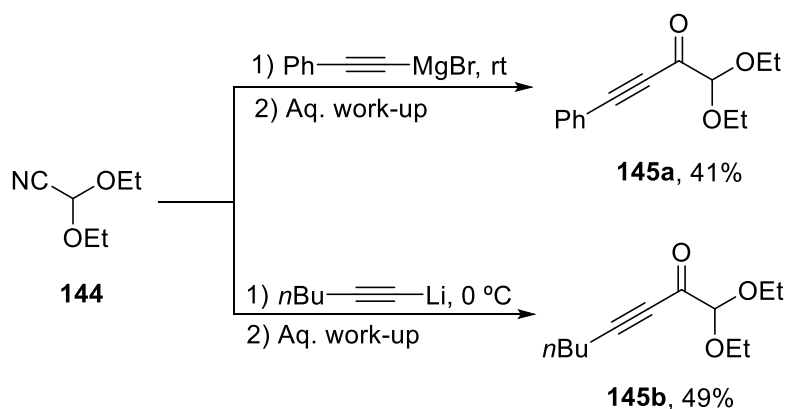 1) Ph MgBr, rt
2) Aq. work-up
O
OEt
OEt
Ph
145a, 41%
NC
OEt
OEt
144
1) nBu Li, 0 ºC
2) Aq. work-up
O
OEt
OEt
nBu
145b, 49%